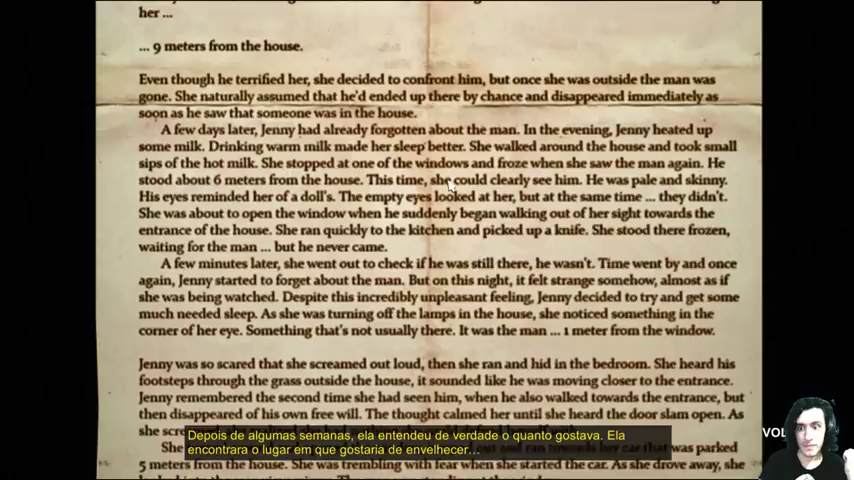 her ...
... 9 meters from the house.
Even though he terrified her, she decided to confront him, but once she was outside the man was
gone. She naturally assumed that he'd ended up there by chance and disappeared immediately as
soon as he saw that someone was in the house.
A few days later, Jenny had already forgotten about the man. In the evening, Jenny heated up
some milk. Drinking warm milk made her sleep better. She walked around the house and took small
sips of the hot milk. She stopped at one of the windows and froze when she saw the man again. He
stood about 6 meters from the house. This time, she could clearly see him. He was pale and skinny.
His eyes reminded her of a doll's. The empty eyes looked at her, but at the same time ... they didn't.
She was about to open the window when he suddenly began walking out of her sight towards the
entrance of the house. She ran quickly to the kitchen and picked up a knife. She stood there frozen,
waiting for the man ... but he never came.
A few minutes later, she went out to check if he was still there, he wasn't. Time went by and once
again, Jenny started to forget about the man. But on this night, it felt strange somehow, almost as if
she was being watched. Despite this incredibly unpleasant feeling, Jenny decided to try and get some
much needed sleep. As she was turning off the lamps in the house, she noticed something in the
corner of her eye. Something that's not usually there. It was the man ... 1 meter from the window.
Jenny was so scared that she screamed out loud, then she ran and hid in the bedroom. She heard his
footsteps through the grass outside the house, it sounded like he was moving closer to the entrance.
Jenny remembered the second time she had seen him, when he also walked towards the entrance, but
then disappeared of his own free will. The thought calmed her until she heard the door slam open. As
she
Depois de algumas semanas, ela entendeu de verdade o quanto gostava. Ela
encontrara o lugar em que gostaria de envelhecer...
VOL
She car that was parked
5 meters from the house. She was trembling with fear when she started the car. As she drove away, she